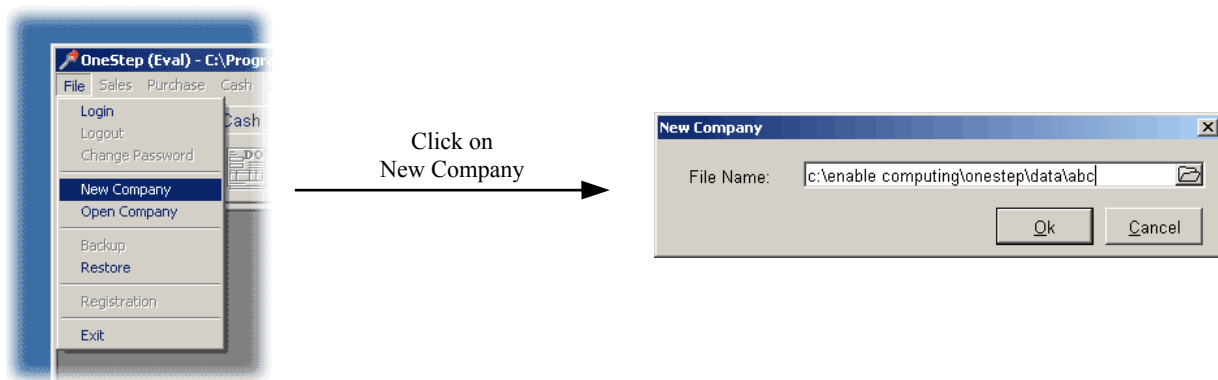 OneStep (Eval) - C:\Progr
File Sales Purchase Cash
Login
Logout
Change Password
New Company
Open Company
Backup
Restore
Registration
Exit
Cash
DO
Click on
New Company
New Company
File Name: c:\enable computing\onestep\data\abc
Ok Cancel